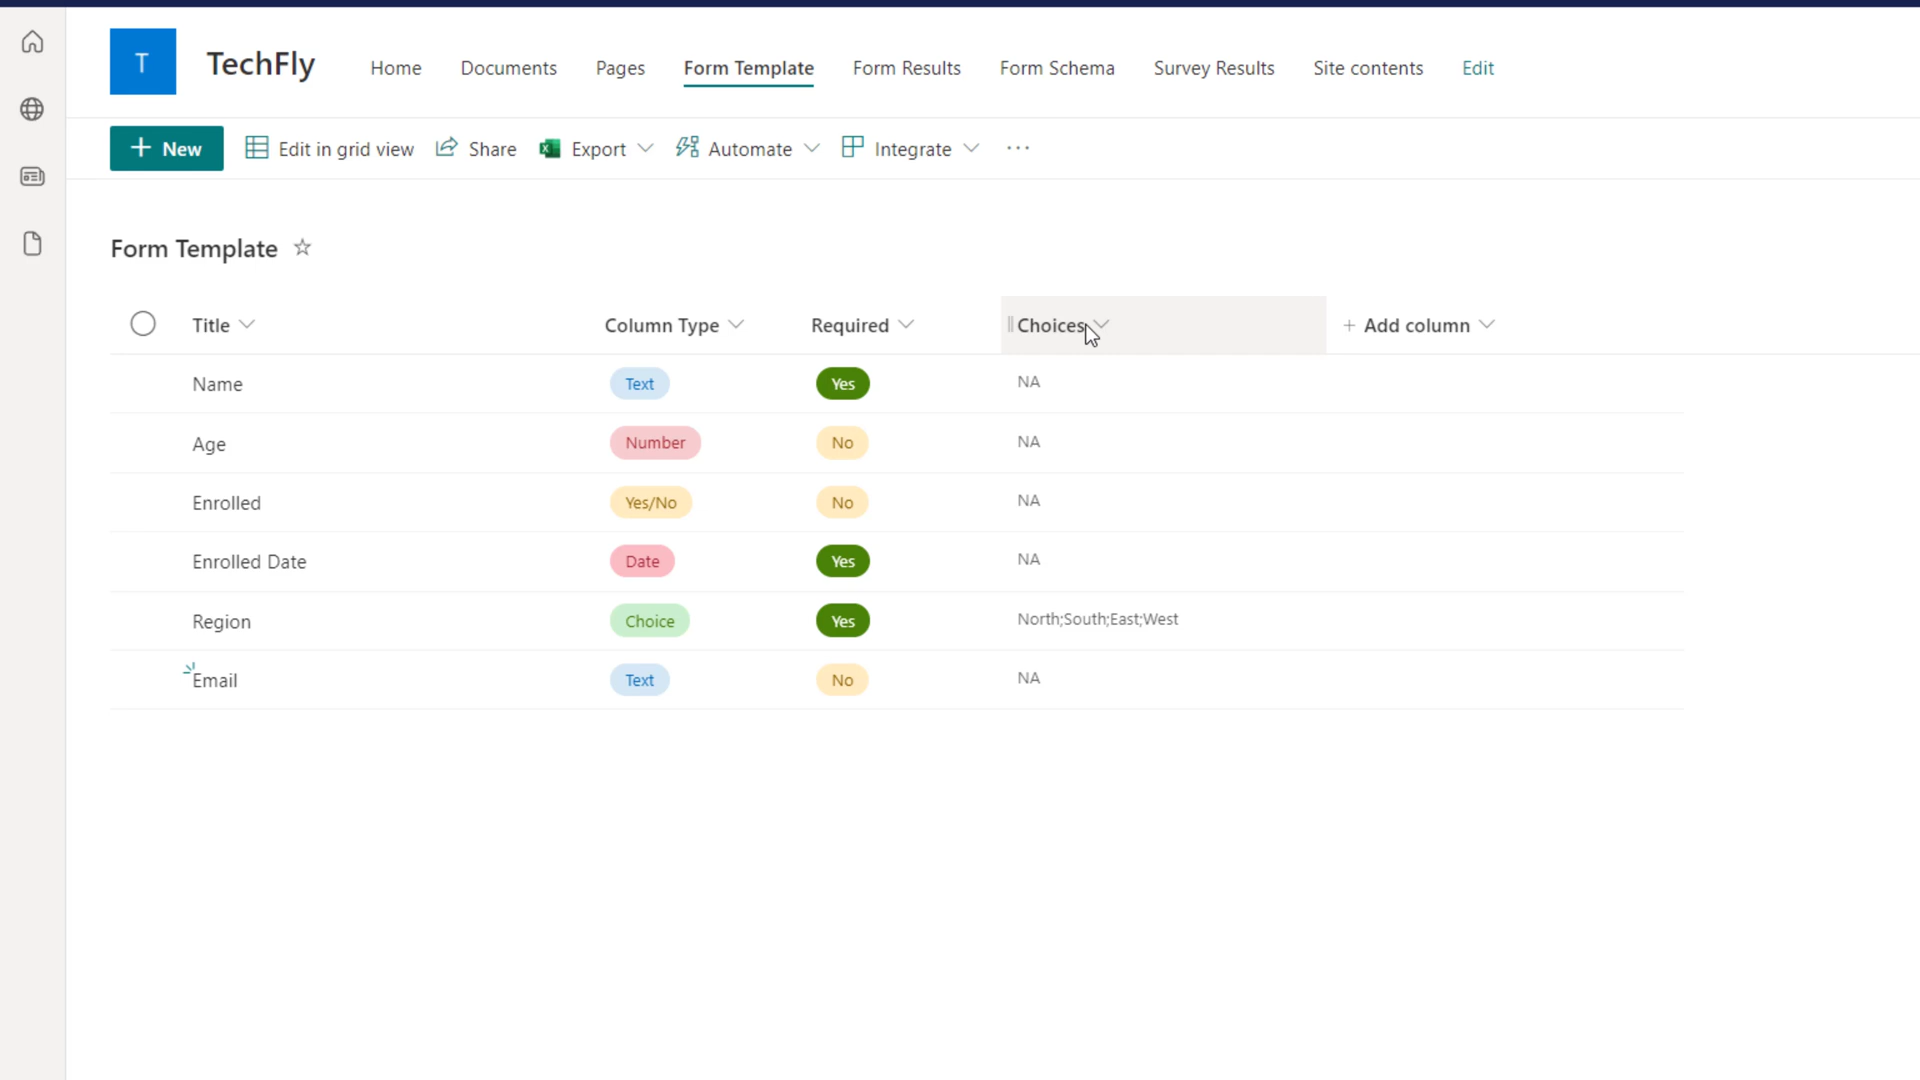 T TechFly Home Documents Pages Form Template Form Results Form Schema Survey Results Site contents Edit
+ New Edit in grid view Share Export Automate Integrate ...
Form Template
Title Column Type Required Choices + Add column
Name Text Yes NA
Age Number No NA
Enrolled Yes/No No NA
Enrolled Date Date Yes NA
Region Choice Yes North;South;East;West
Email Text No NA